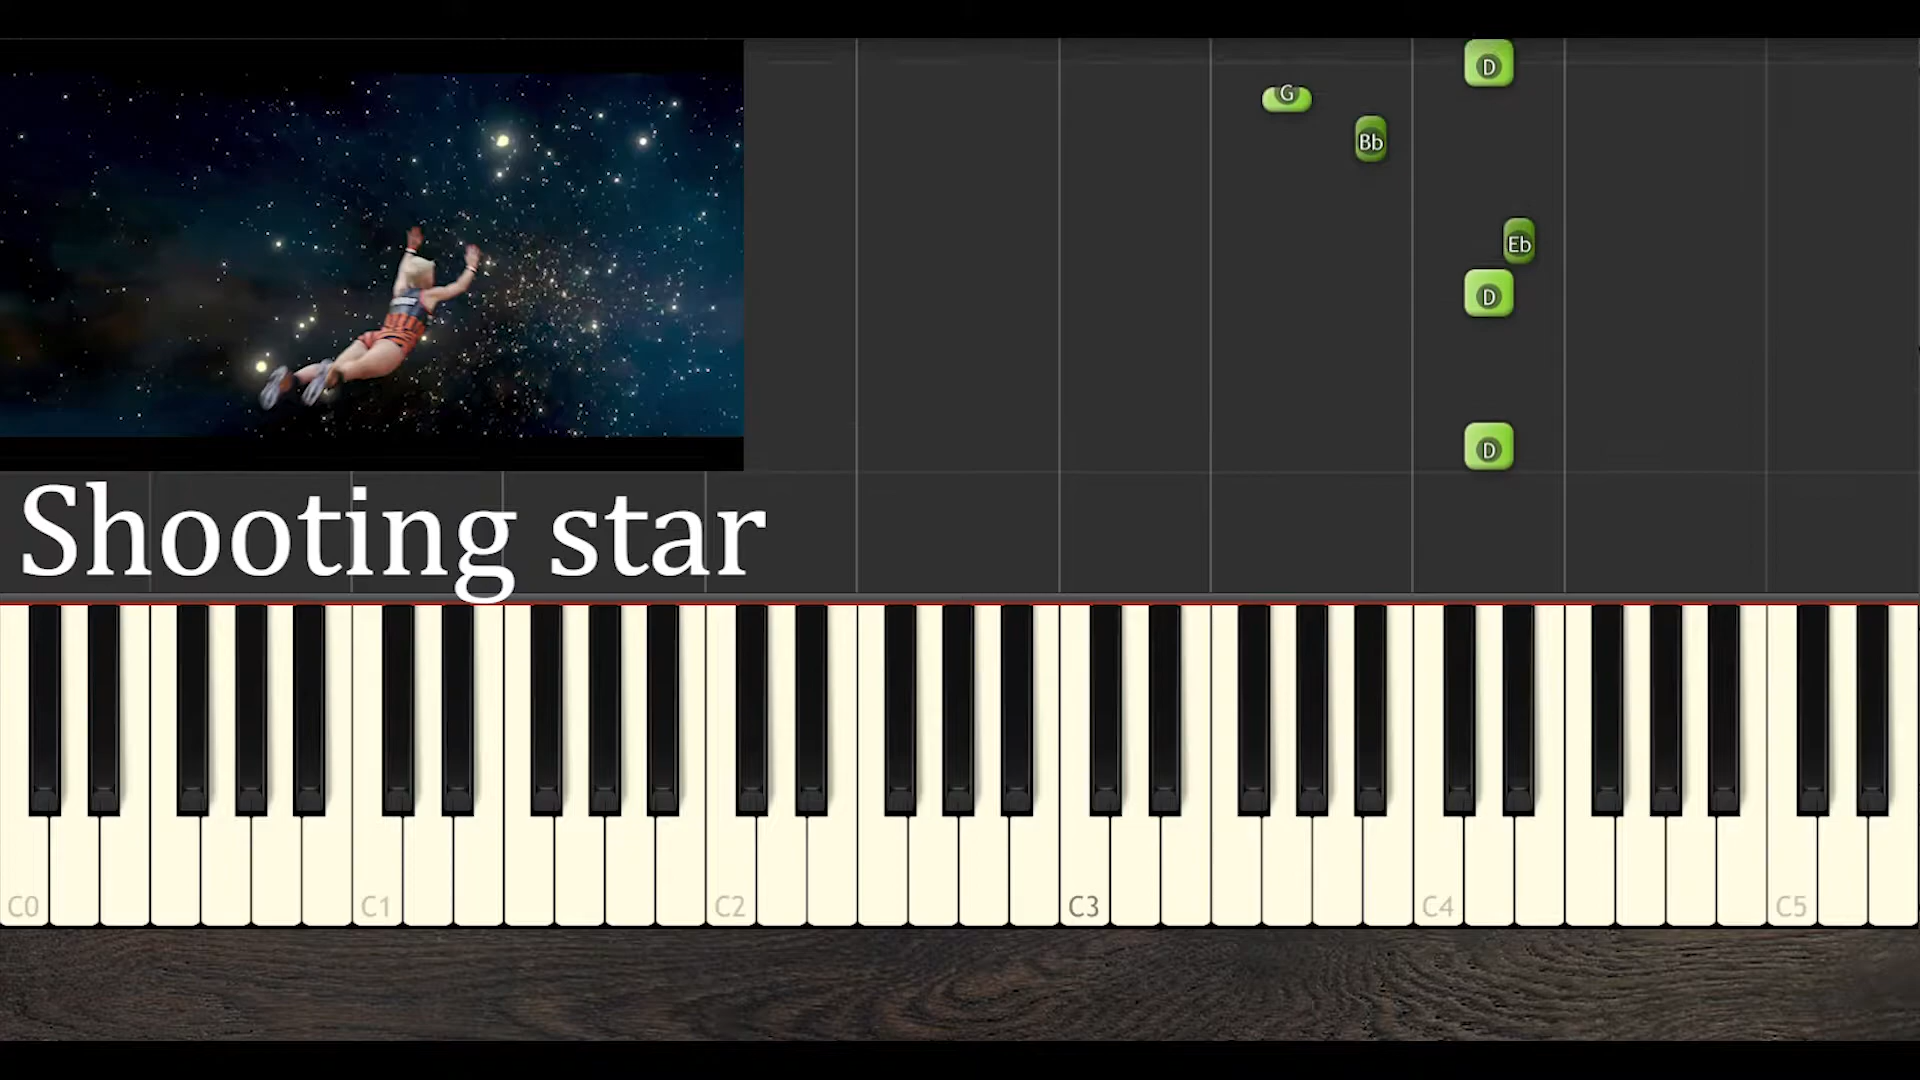 D
G
Bb
Eb
D
D
Shooting star
C0 C1 C2 C3 C4 C5